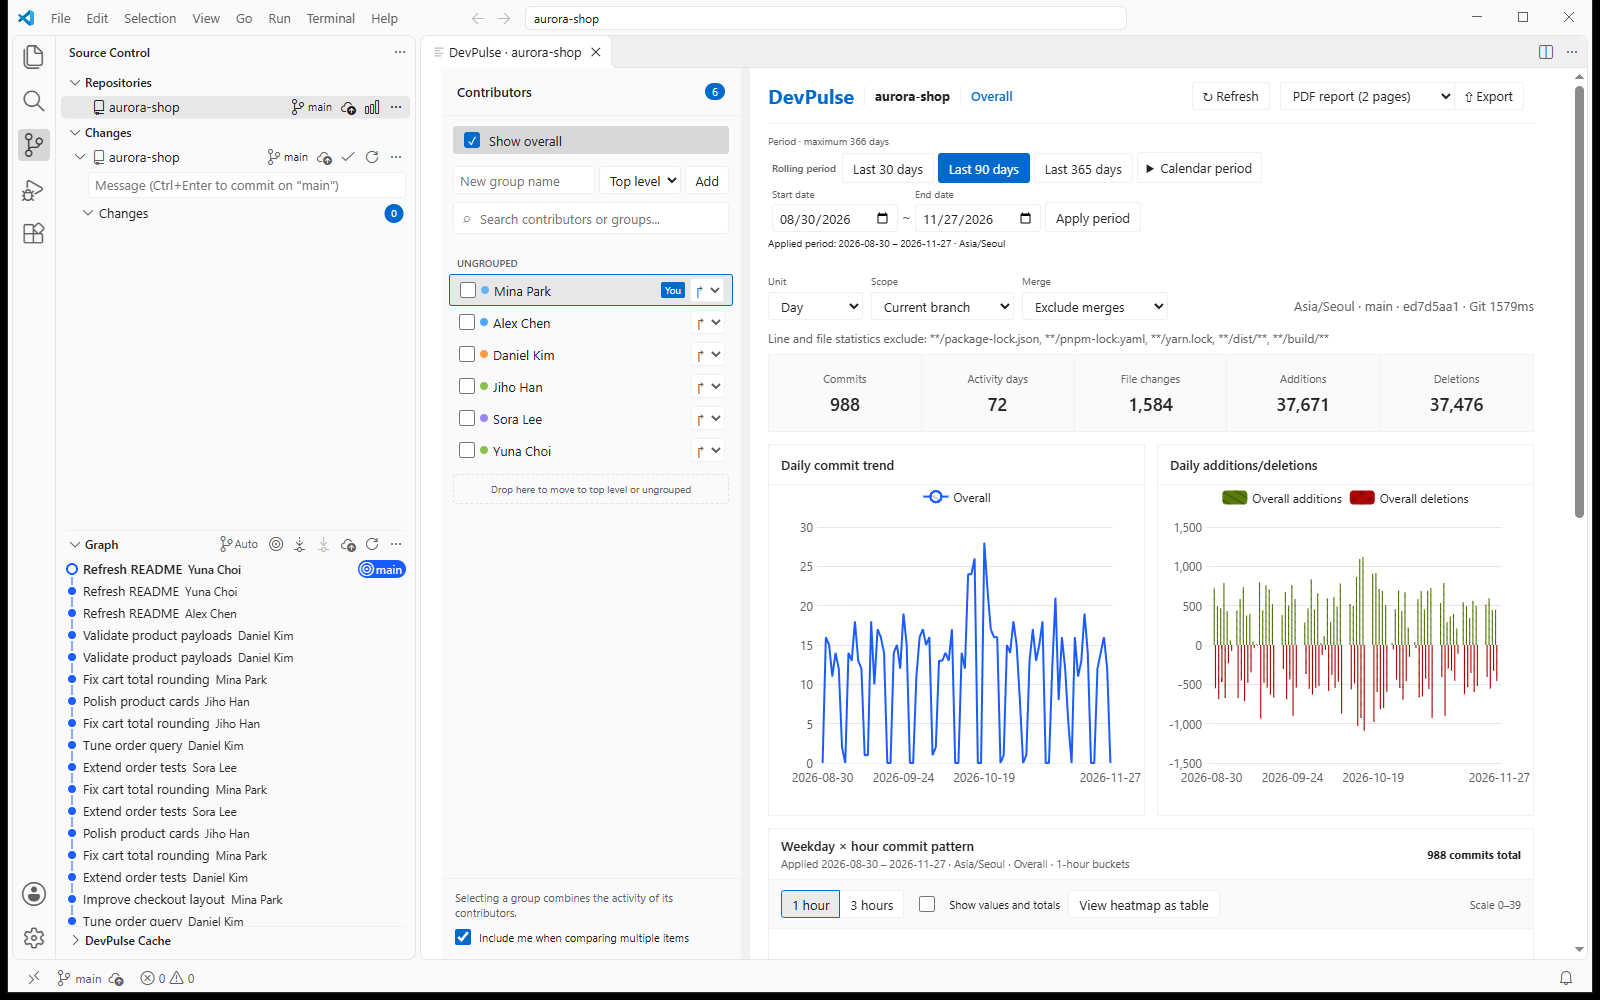 File Edit Selection View Go Run Terminal Help
aurora-shop
Source Control
Repositories
aurora-shop main
Changes
aurora-shop main
Message (Ctrl+Enter to commit on "main")
Changes 0
Graph Auto
Refresh README Yuna Choi main
Refresh README Yuna Choi
Refresh README Alex Chen
Validate product payloads Daniel Kim
Validate product payloads Daniel Kim
Fix cart total rounding Mina Park
Polish product cards Jiho Han
Fix cart total rounding Jiho Han
Tune order query Daniel Kim
Extend order tests Sora Lee
Fix cart total rounding Mina Park
Extend order tests Sora Lee
Polish product cards Jiho Han
Fix cart total rounding Mina Park
Extend order tests Daniel Kim
Improve checkout layout Mina Park
Tune order query Daniel Kim
DevPulse Cache
main 0 0
DevPulse · aurora-shop
Contributors 6
Show overall
New group name Top level Add
Search contributors or groups...
UNGROUPED
Mina Park You
Alex Chen
Daniel Kim
Jiho Han
Sora Lee
Yuna Choi
Drop here to move to top level or ungrouped
Selecting a group combines the activity of its
contributors.
Include me when comparing multiple items
DevPulse aurora-shop Overall Refresh PDF report (2 pages) Export
Period · maximum 366 days
Rolling period Last 30 days Last 90 days Last 365 days Calendar period
Start date End date
08/30/2026 ~ 11/27/2026 Apply period
Applied period: 2026-08-30 – 2026-11-27 · Asia/Seoul
Unit Scope Merge
Day Current branch Exclude merges Asia/Seoul · main · ed7d5aa1 · Git 1579ms
Line and file statistics exclude: **/package-lock.json, **/pnpm-lock.yaml, **/yarn.lock, **/dist/**, **/build/**
Commits Activity days File changes Additions Deletions
988 72 1,584 37,671 37,476
Daily commit trend
Overall
30
25
20
15
10
5
0
2026-08-30 2026-09-24 2026-10-19 2026-11-27
Daily additions/deletions
Overall additions Overall deletions
1,500
1,000
500
0
-500
-1,000
-1,500
2026-08-30 2026-09-24 2026-10-19 2026-11-27
Weekday × hour commit pattern
Applied 2026-08-30 – 2026-11-27 · Asia/Seoul · Overall · 1-hour buckets
988 commits total
1 hour 3 hours Show values and totals View heatmap as table Scale 0–39